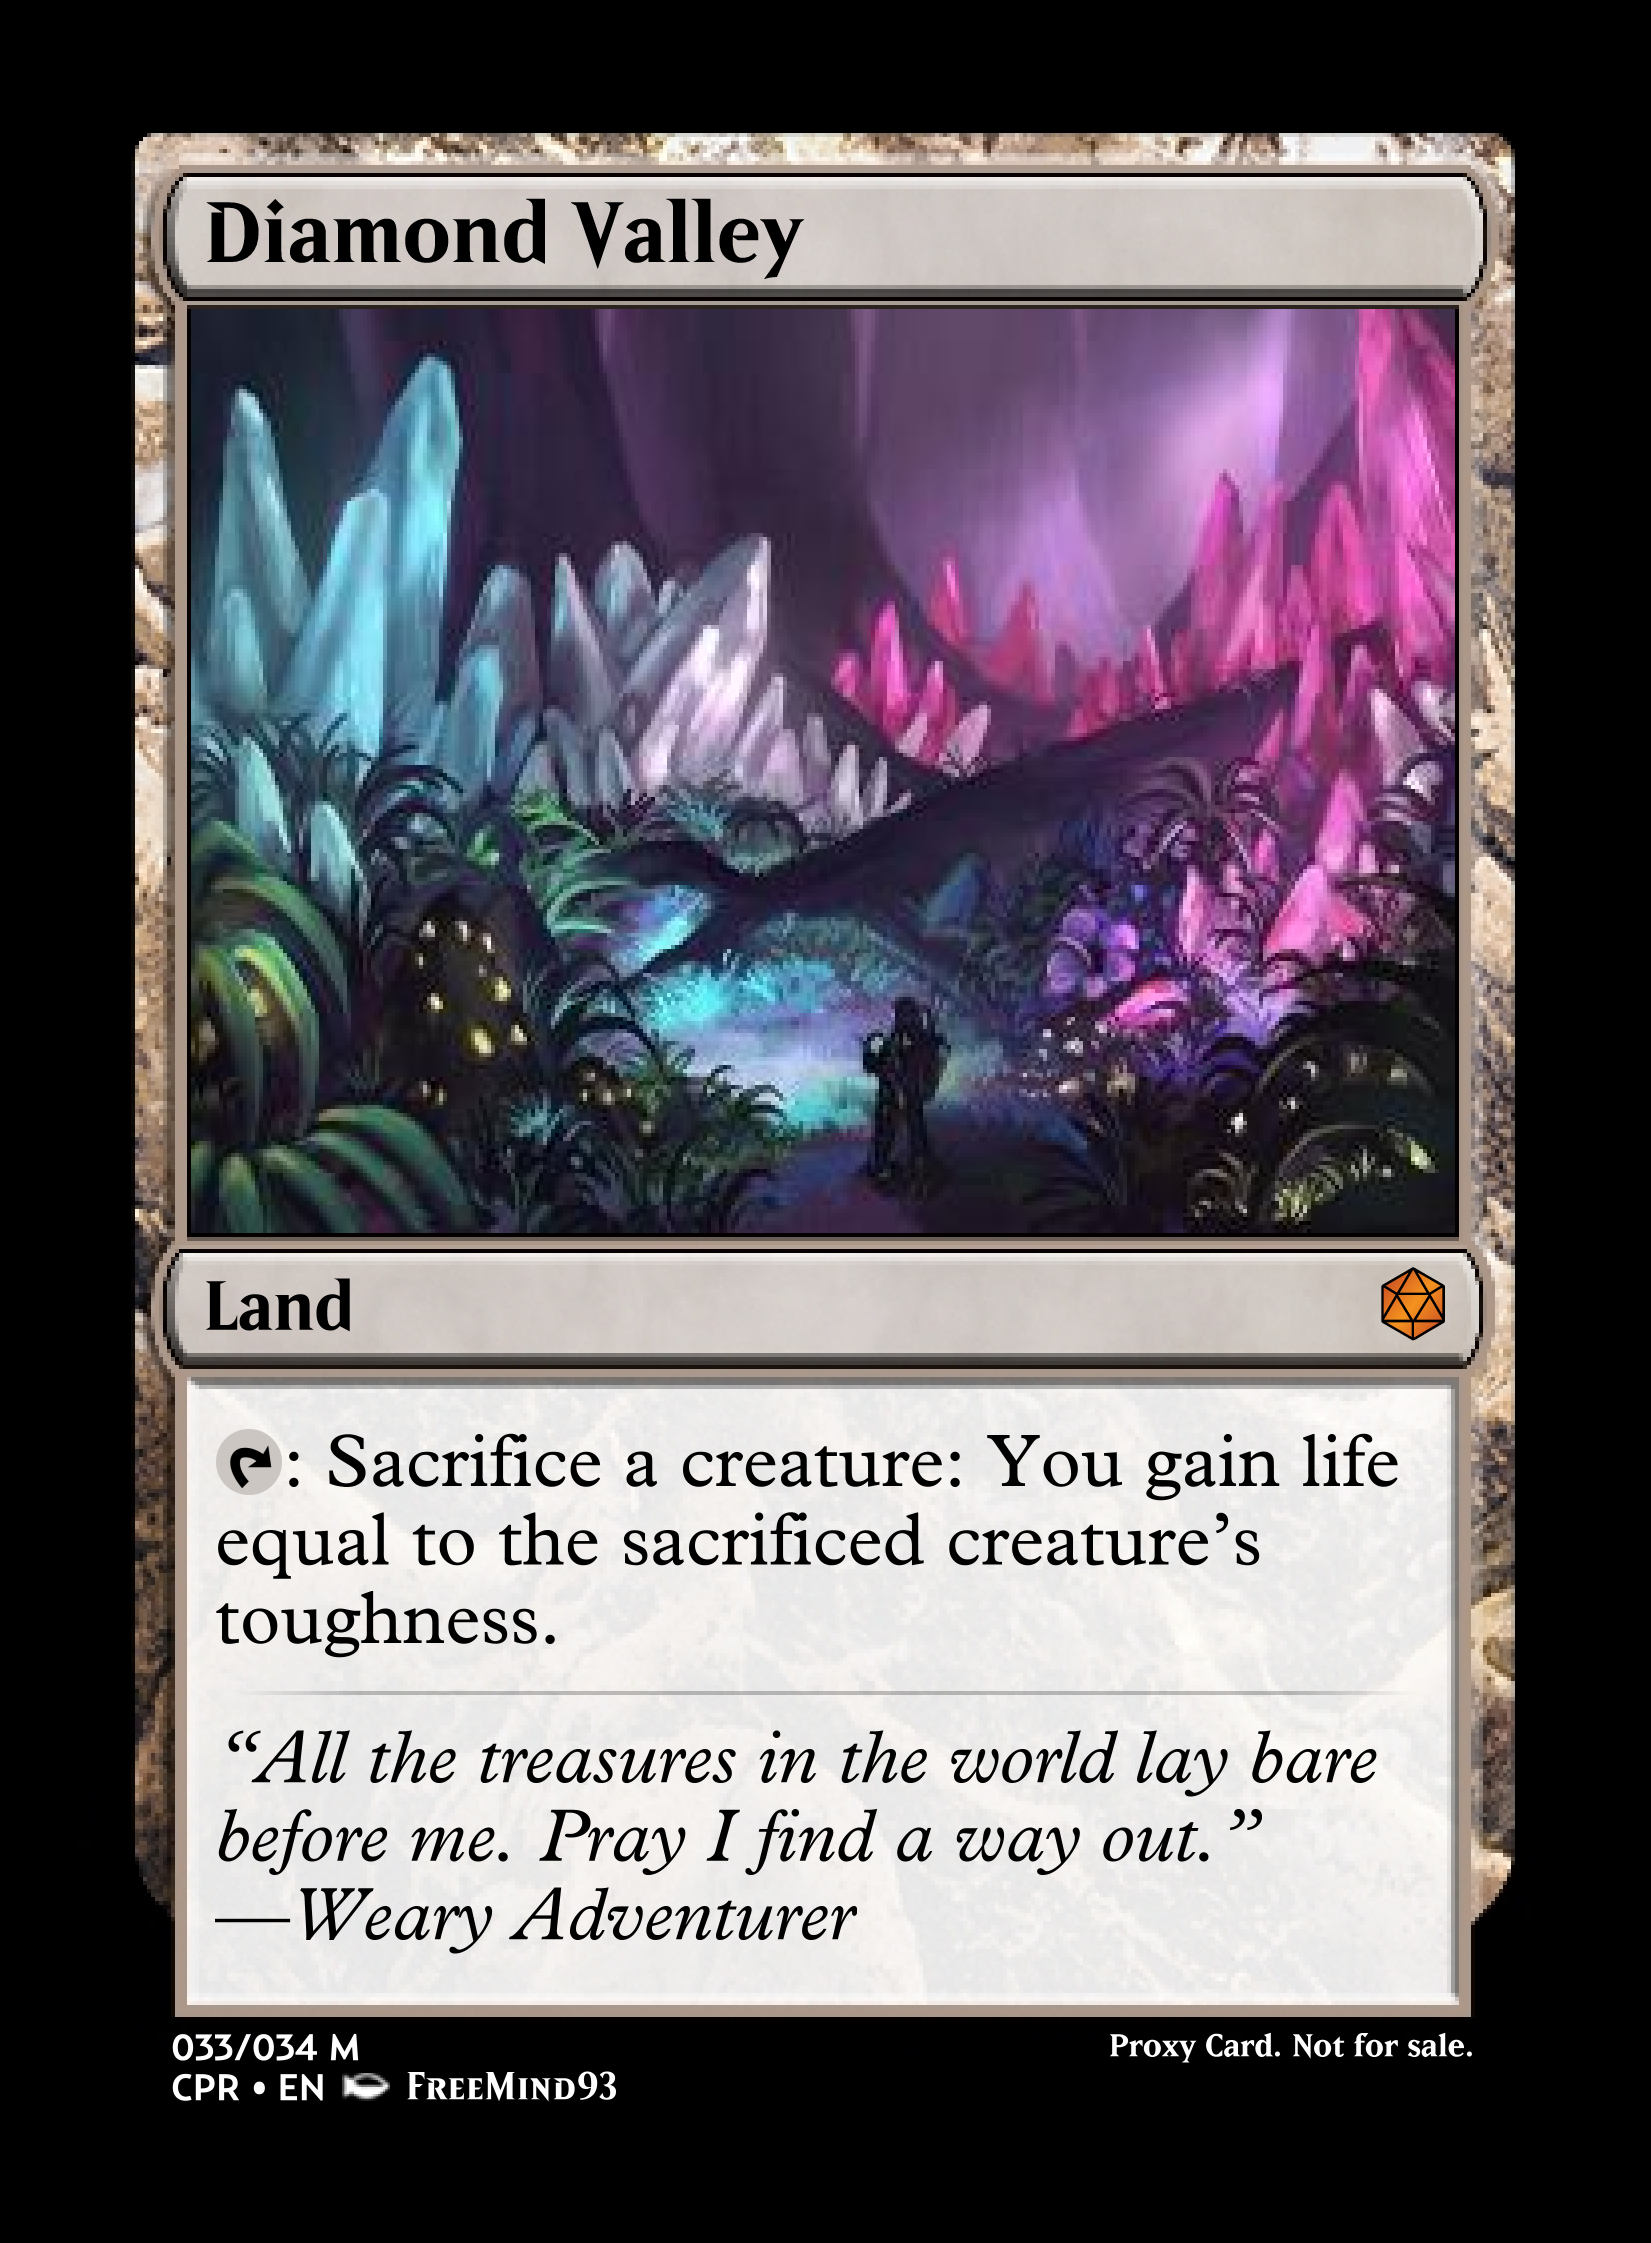 Diamond Valley
Land
: Sacrifice a creature: You gain life
equal to the sacrificed creature’s
toughness.
“All the treasures in the world lay bare
before me. Pray I find a way out.”
—Weary Adventurer
033/034 M
Proxy Card. Not for sale.
CPR • EN FREEMIND93